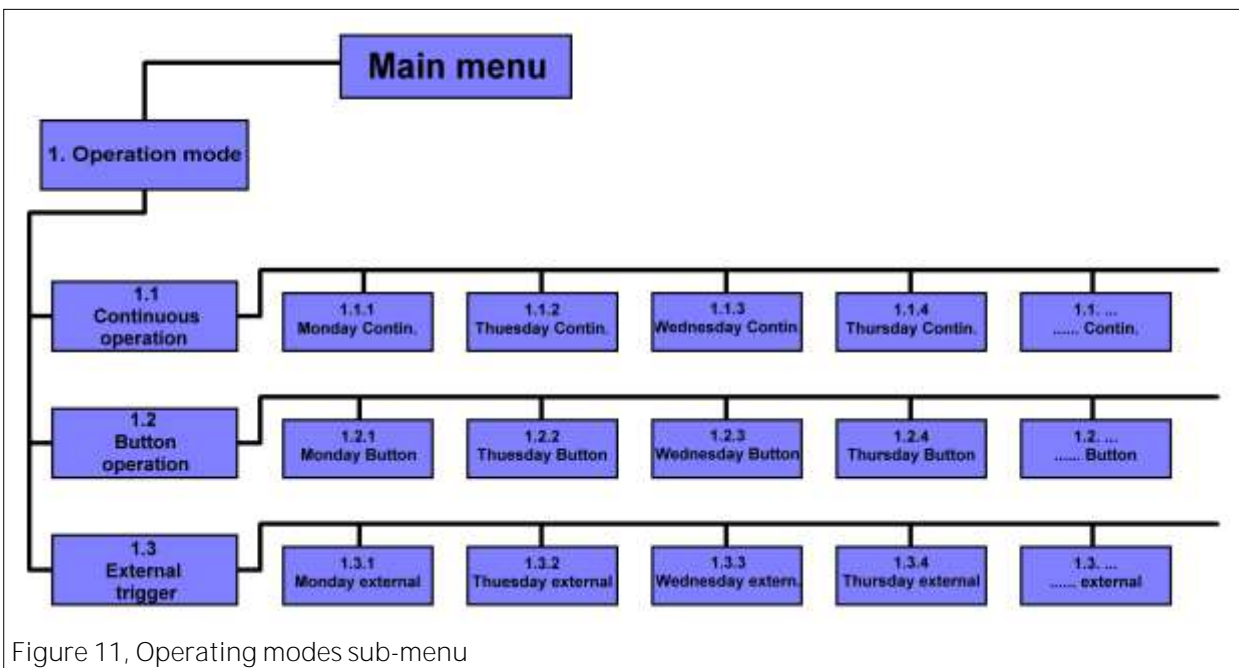 Main menu
1. Operation mode
1.1
Continuous
operation
1.1.1
Monday Contin.
1.1.2
Thuesday Contin.
1.1.3
Wednesday Contin
1.1.4
Thursday Contin.
1.1. ...
...... Contin.
1.2
Button
operation
1.2.1
Monday Button
1.2.2
Thuesday Button
1.2.3
Wednesday Button
1.2.4
Thursday Button
1.2. ...
...... Button
1.3
External
trigger
1.3.1
Monday external
1.3.2
Thuesday external
1.3.3
Wednesday extern.
1.3.4
Thursday external
1.3. ...
...... external
Figure 11, Operating modes sub-menu